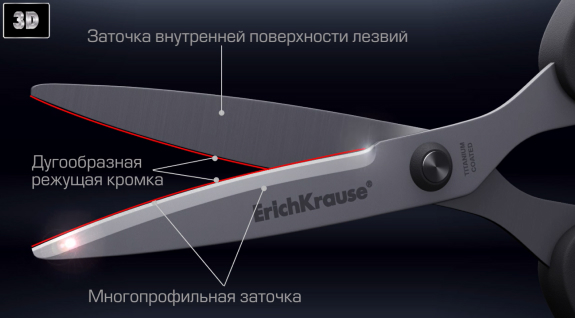 3D
Заточка внутренней поверхности лезвий
Дугообразная
режущая кромка
TITANIUM
COATED
ErichKrause®
Многопрофильная заточка